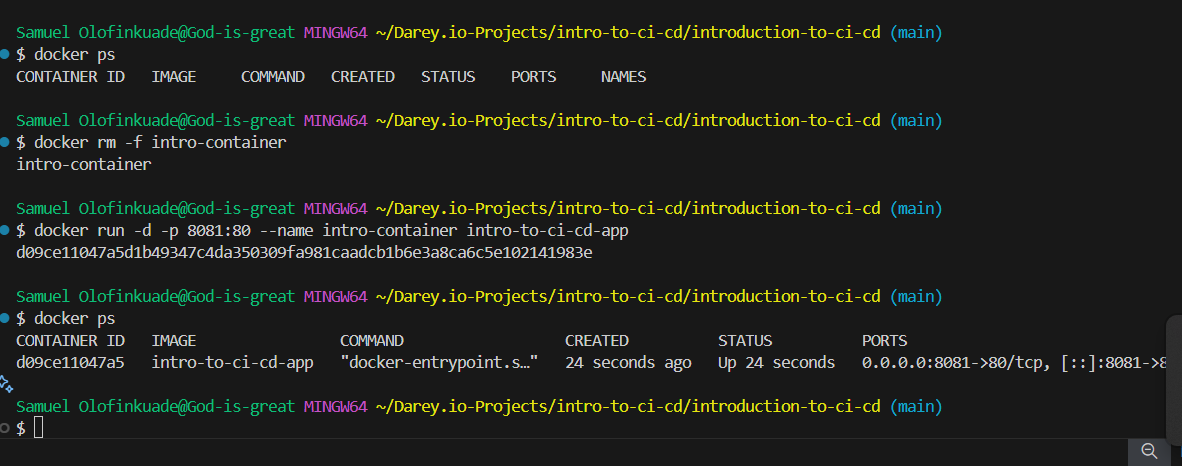 Samuel Olofinkuade@God-is-great MINGW64 ~/Darey.io-Projects/intro-to-ci-cd/introduction-to-ci-cd (main)
$ docker ps
CONTAINER ID   IMAGE     COMMAND   CREATED   STATUS    PORTS     NAMES
Samuel Olofinkuade@God-is-great MINGW64 ~/Darey.io-Projects/intro-to-ci-cd/introduction-to-ci-cd (main)
$ docker rm -f intro-container
intro-container
Samuel Olofinkuade@God-is-great MINGW64 ~/Darey.io-Projects/intro-to-ci-cd/introduction-to-ci-cd (main)
$ docker run -d -p 8081:80 --name intro-container intro-to-ci-cd-app
d09ce11047a5d1b49347c4da350309fa981caadcb1b6e3a8ca6c5e102141983e
Samuel Olofinkuade@God-is-great MINGW64 ~/Darey.io-Projects/intro-to-ci-cd/introduction-to-ci-cd (main)
$ docker ps
CONTAINER ID   IMAGE                COMMAND                  CREATED          STATUS          PORTS
d09ce11047a5   intro-to-ci-cd-app   "docker-entrypoint.s…"   24 seconds ago   Up 24 seconds   0.0.0.0:8081->80/tcp, [::]:8081->8
Samuel Olofinkuade@God-is-great MINGW64 ~/Darey.io-Projects/intro-to-ci-cd/introduction-to-ci-cd (main)
$